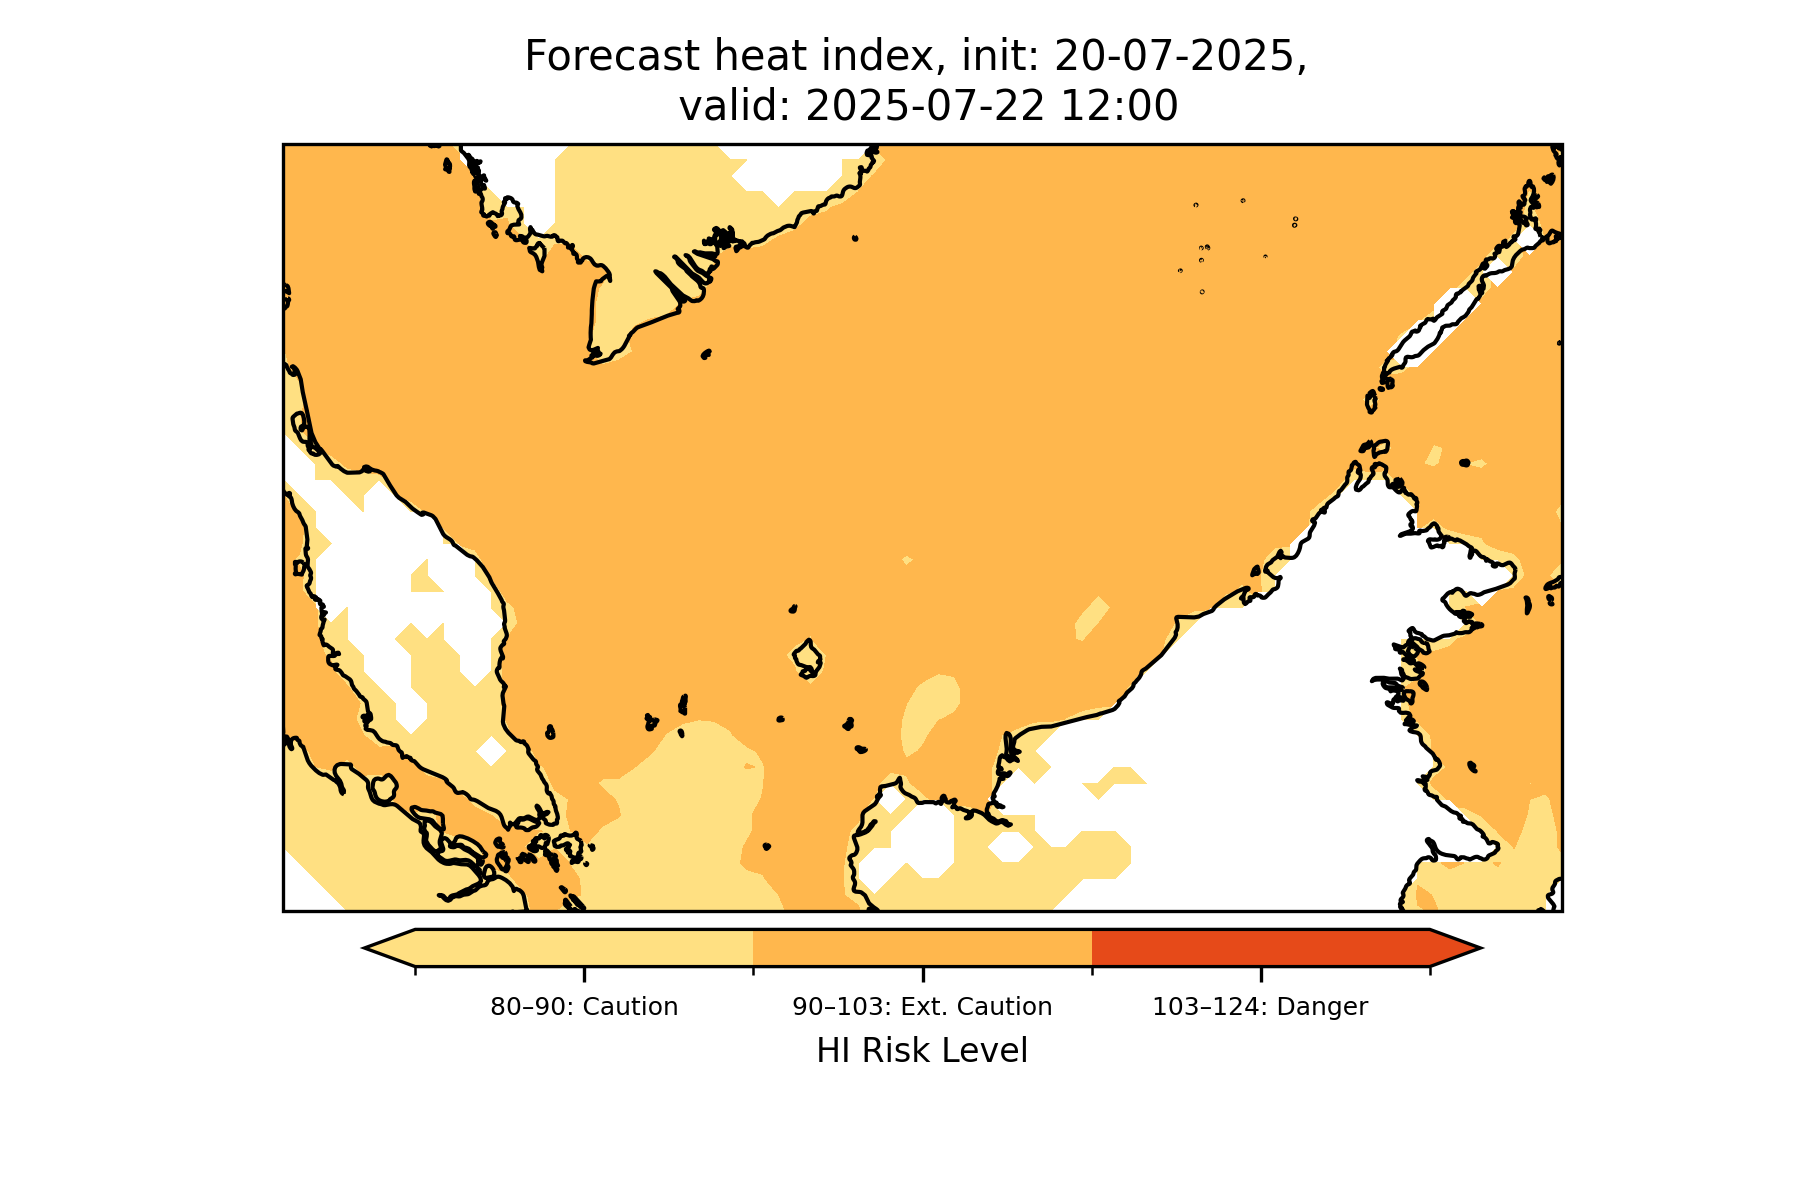 Forecast heat index, init: 20-07-2025,
valid: 2025-07-22 12:00
80–90: Caution
90–103: Ext. Caution
103–124: Danger
HI Risk Level